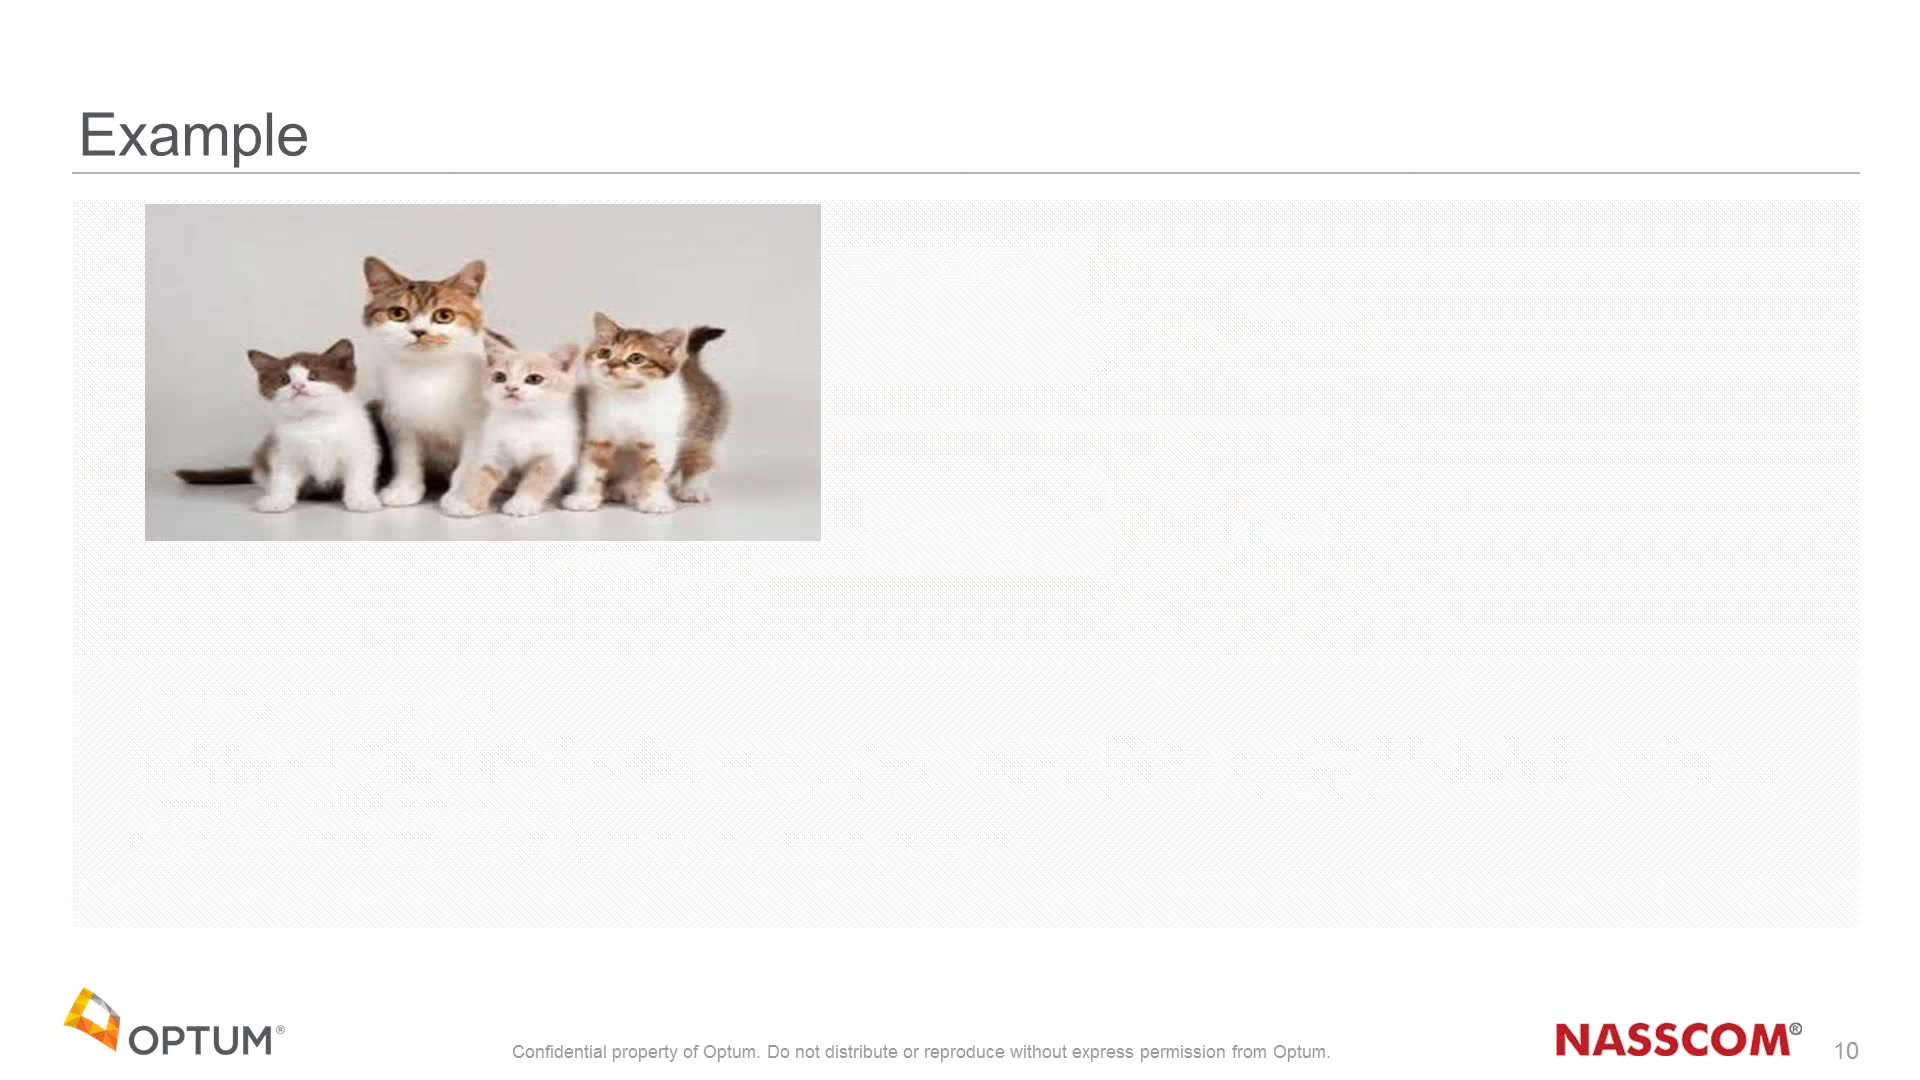 Example
OPTUM®
Confidential property of Optum. Do not distribute or reproduce without express permission from Optum.
NASSCOM®
10